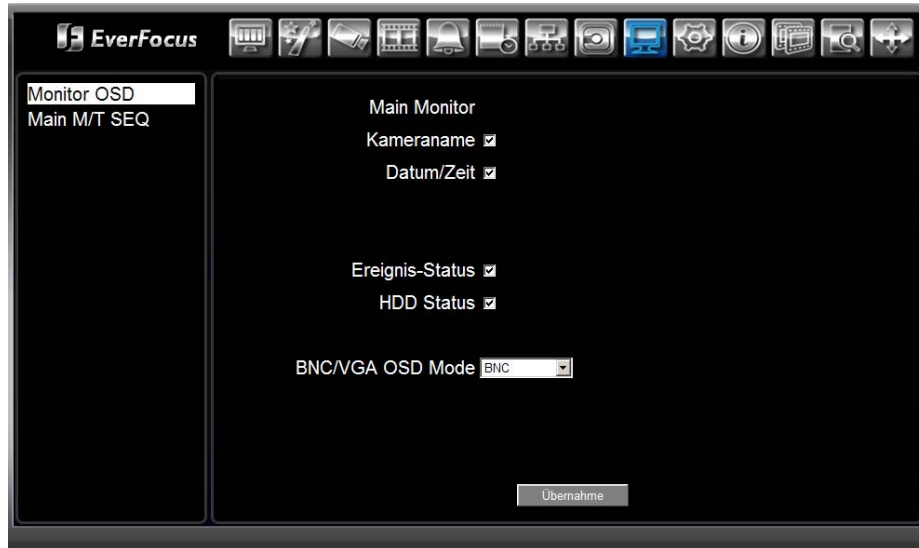 EverFocus
Monitor OSD
Main M/T SEQ
Main Monitor
Kameraname
Datum/Zeit
Ereignis-Status
HDD Status
BNC/VGA OSD Mode BNC
Übernahme